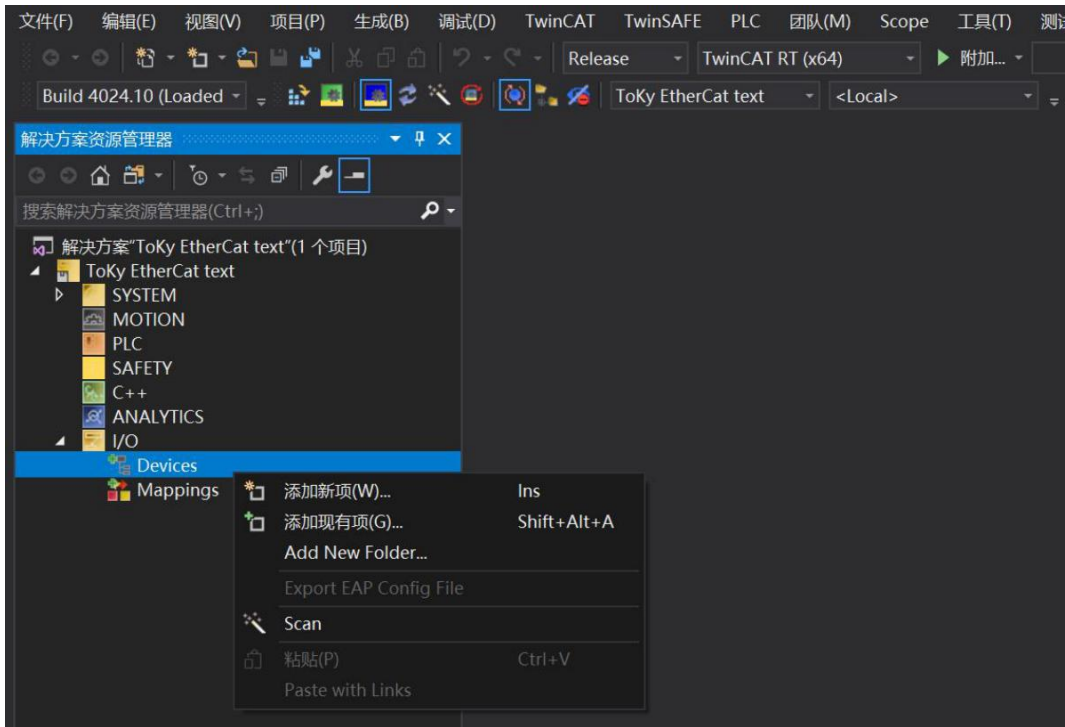 文件(F) 编辑(E) 视图(V) 项目(P) 生成(B) 调试(D) TwinCAT TwinSAFE PLC 团队(M) Scope 工具(T) 测试
Release TwinCAT RT (x64) 附加...
Build 4024.10 (Loaded ToKy EtherCat text <Local>
解决方案资源管理器
搜索解决方案资源管理器(Ctrl+;)
解决方案"ToKy EtherCat text"(1 个项目)
ToKy EtherCat text
SYSTEM
MOTION
PLC
SAFETY
C++
ANALYTICS
I/O
Devices
Mappings
添加新项(W)... Ins
添加现有项(G)... Shift+Alt+A
Add New Folder...
Export EAP Config File
Scan
粘贴(P) Ctrl+V
Paste with Links